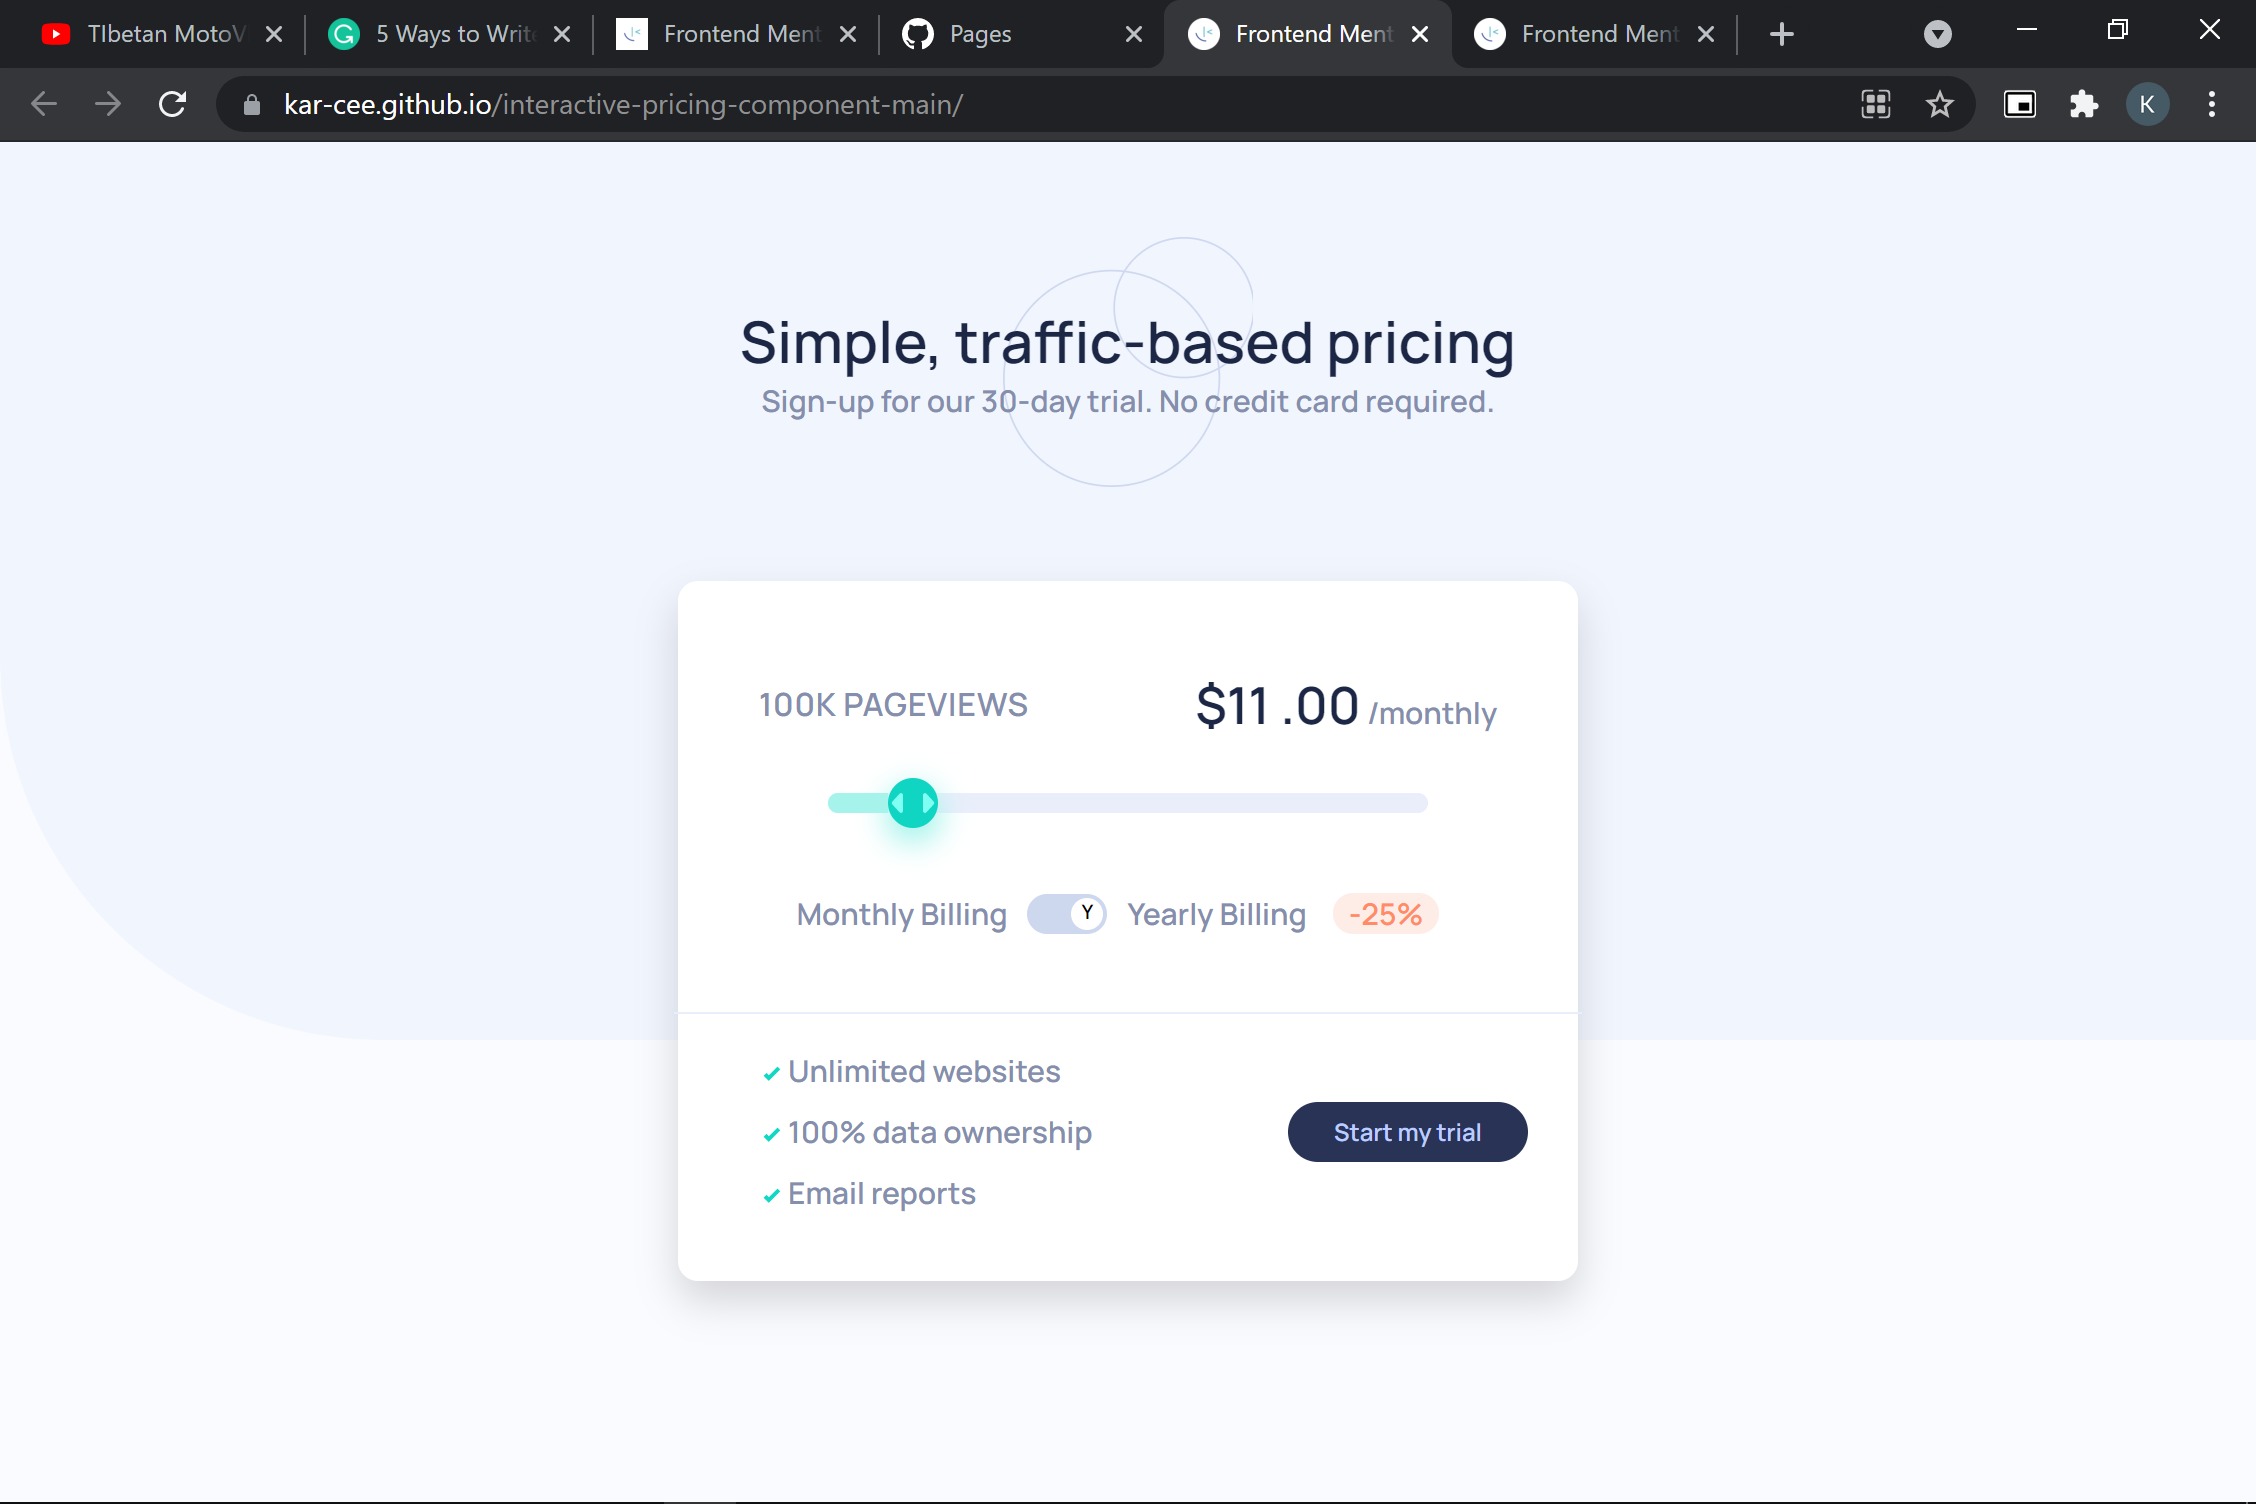 TIbetan MotoV
5 Ways to Write
Frontend Ment
Pages
Frontend Ment
Frontend Ment
kar-cee.github.io/interactive-pricing-component-main/
K
Simple, traffic-based pricing
Sign-up for our 30-day trial. No credit card required.
100K PAGEVIEWS
$11 .00 /monthly
Monthly Billing
Y
Yearly Billing
-25%
Unlimited websites
100% data ownership
Email reports
Start my trial